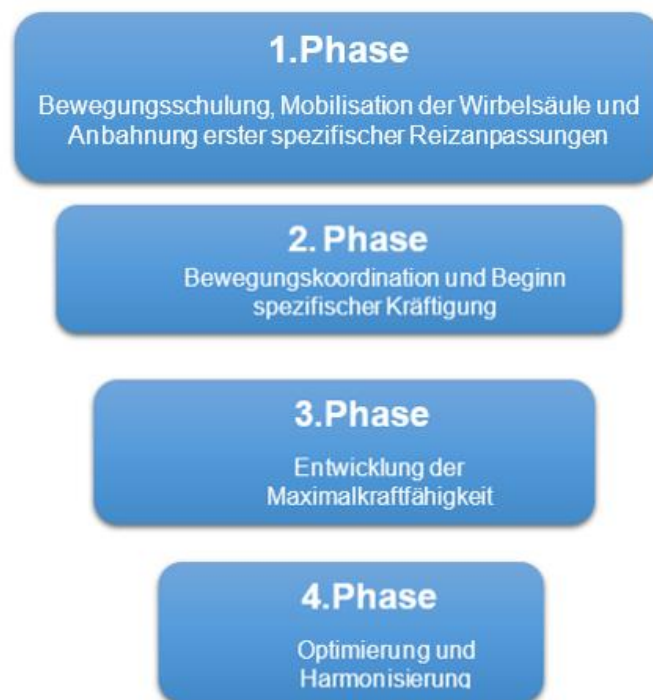 1.Phase
Bewegungsschulung, Mobilisation der Wirbelsäule und
Anbahnung erster spezifischer Reizanpassungen
2. Phase
Bewegungskoordination und Beginn
spezifischer Kräftigung
3.Phase
Entwicklung der
Maximalkraftfähigkeit
4.Phase
Optimierung und
Harmonisierung